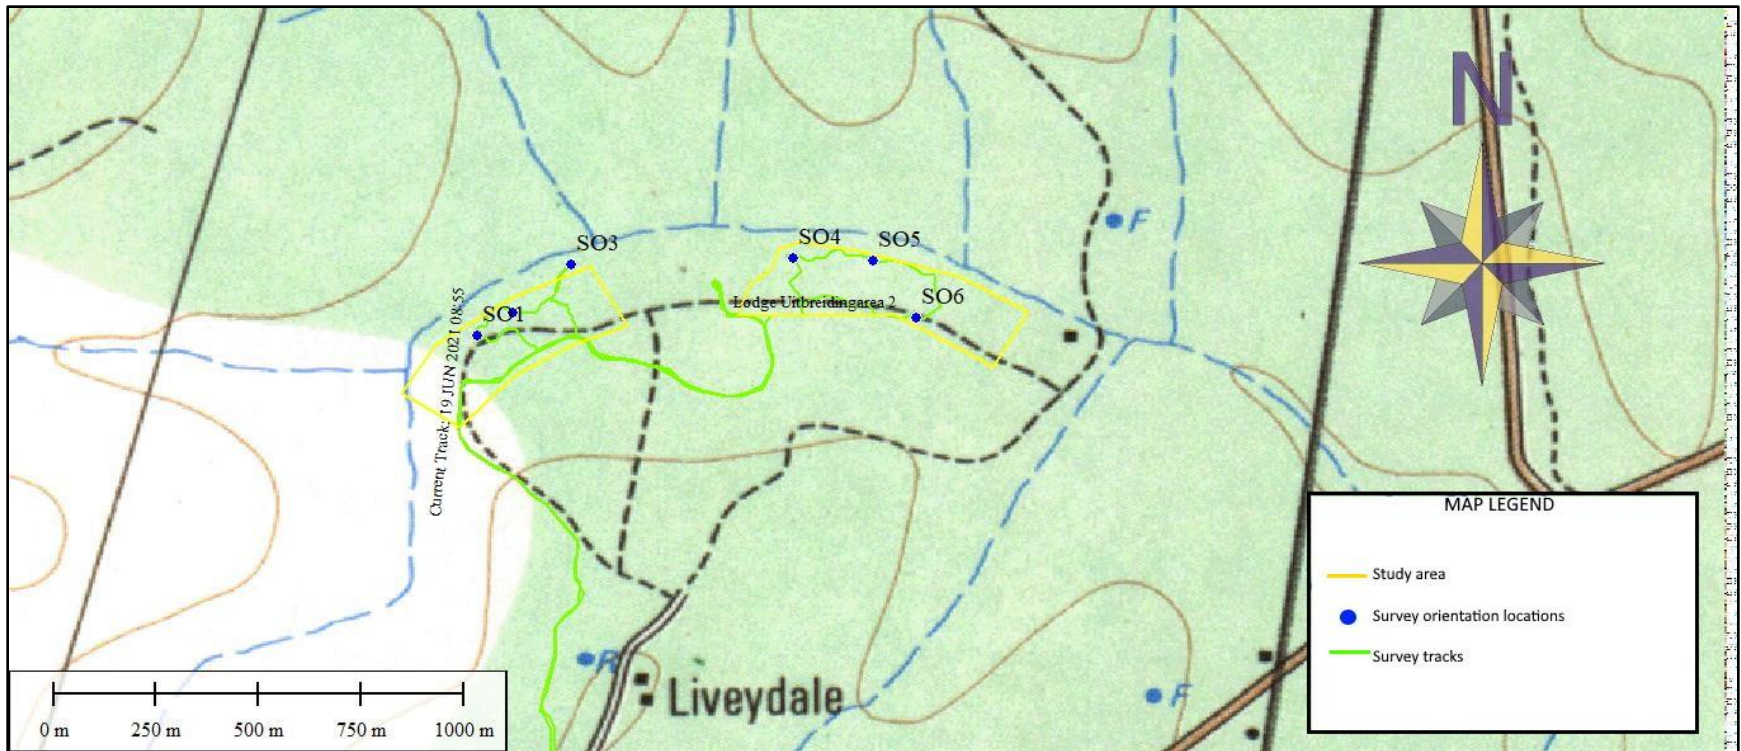 N
F
SO3
SO4
SO5
SO6
SO1
Lodge Uitbreidingarea 2
Current Track: 19 JUN 2021 08:55
R
Liveydale
F
MAP LEGEND
Study area
Survey orientation locations
Survey tracks
0 m 250 m 500 m 750 m 1000 m